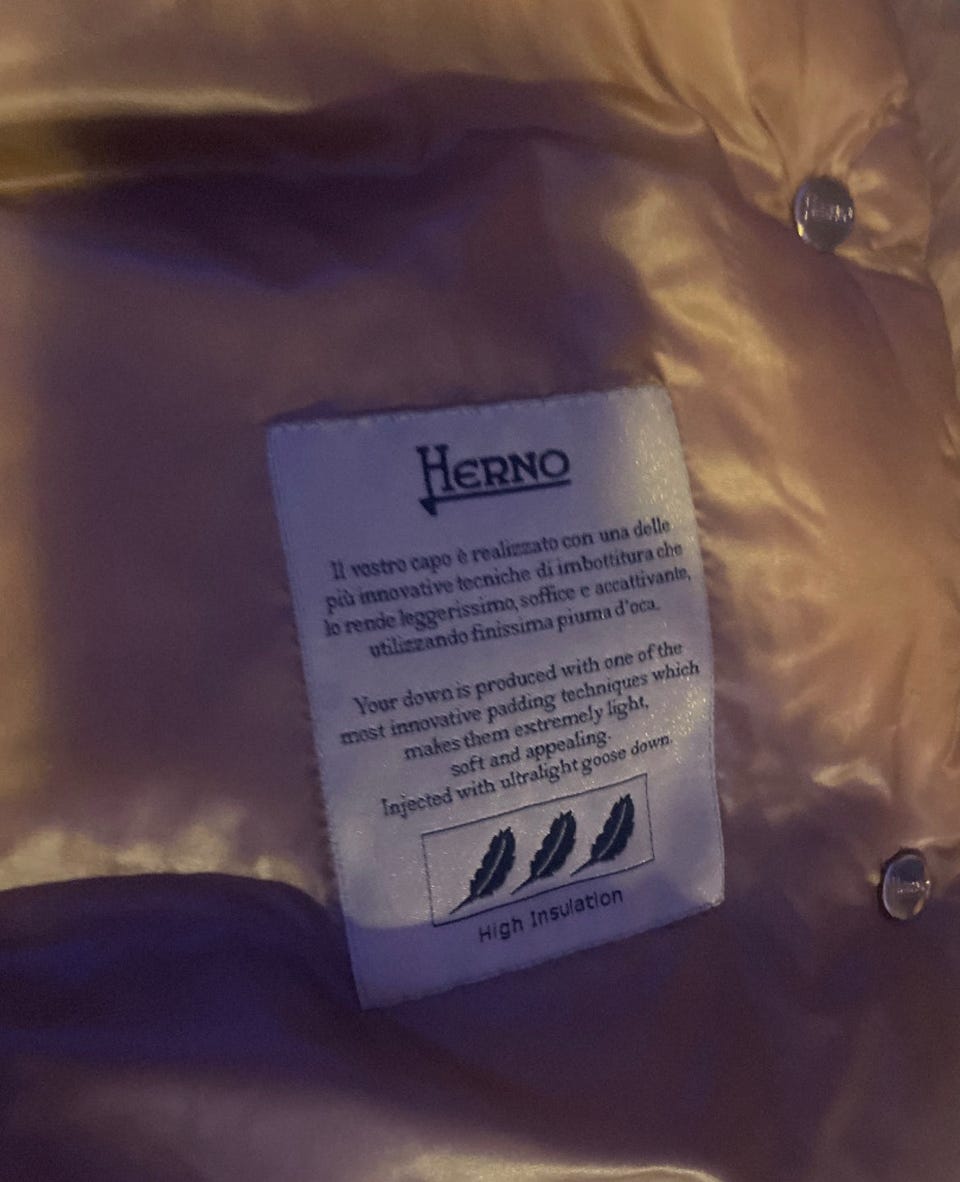 Herno
HERNO
Il vostro capo è realizzato con una delle
più innovative tecniche di imbottitura che
lo rende leggerissimo, soffice e accattivante,
utilizzando finissima piuma d'oca.
Your down is produced with one of the
most innovative padding techniques which
makes them extremely light,
soft and appealing.
Injected with ultralight goose down.
High Insulation
Herno